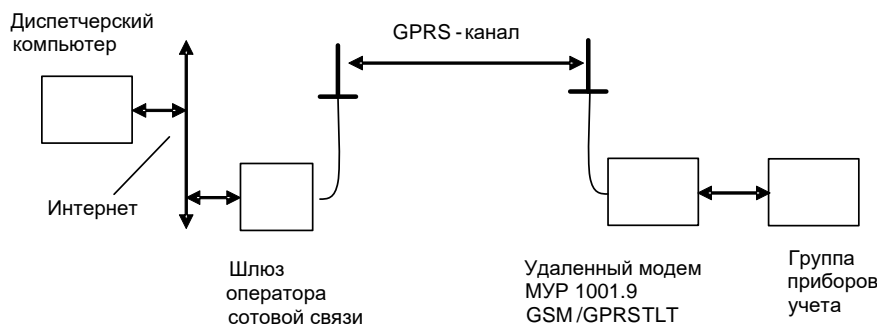 Диспетчерский
компьютер
GPRS - канал
Интернет
Шлюз
оператора
сотовой связи
Удаленный модем
МУР 1001.9
GSM /GPRSTLT
Группа
приборов
учета